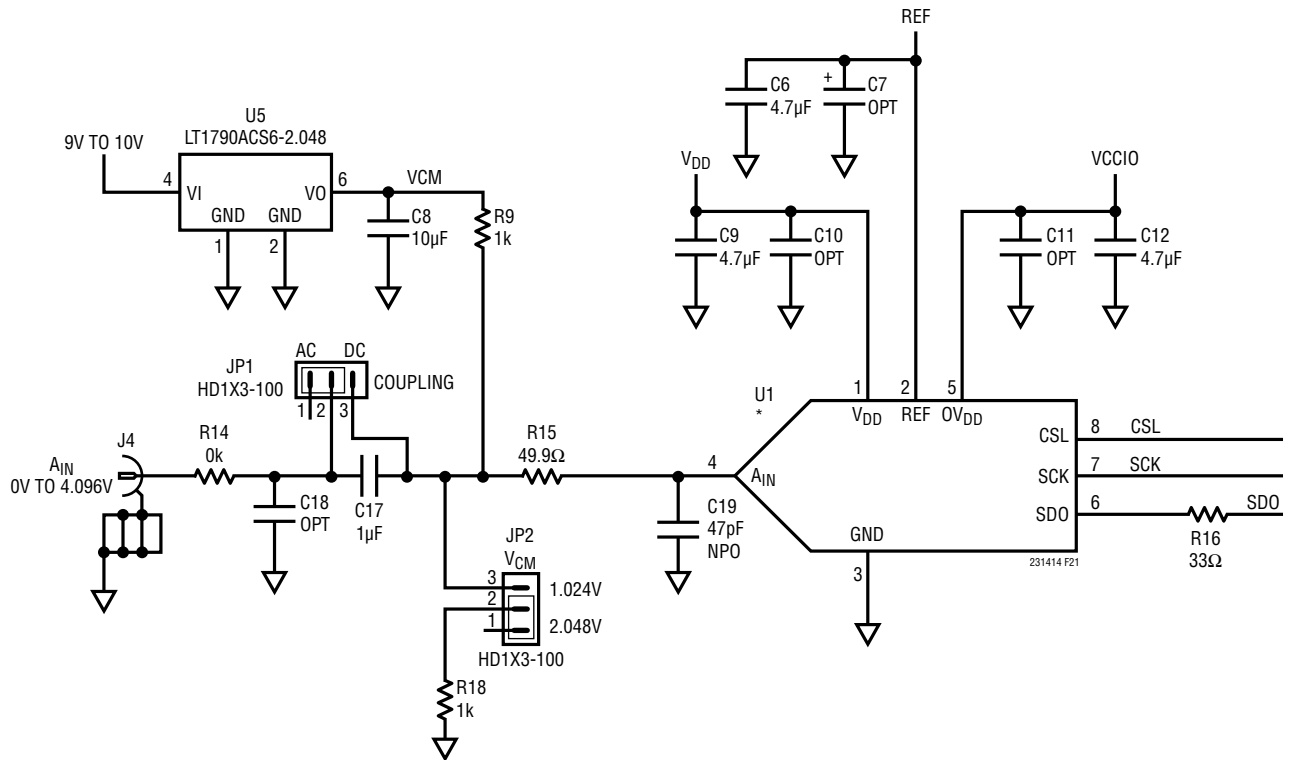 REF
C6
4.7µF
+
C7
OPT
U5
LT1790ACS6-2.048
9V TO 10V
4
VI
VO
6
VCM
GND
GND
1
2
C8
10µF
R9
1k
VDD
C9
4.7µF
C10
OPT
VCCIO
C11
OPT
C12
4.7µF
AC
DC
JP1
HD1X3-100
COUPLING
1
2
3
J4
AIN
0V TO 4.096V
R14
0k
C18
OPT
C17
1µF
R15
49.9Ω
JP2
VCM
3
1.024V
2
1
2.048V
HD1X3-100
R18
1k
C19
47pF
NPO
U1
*
1
2
5
VDD
REF
OVDD
4
AIN
CSL
8
CSL
SCK
7
SCK
SDO
6
SDO
R16
33Ω
GND
3
231414 F21